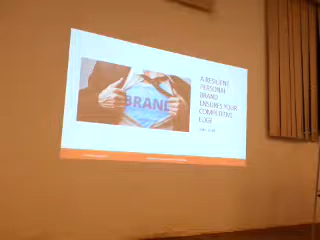 BRAND
A RESILIENT
PERSONAL
BRAND
ENSURES YOUR
COMPETITIVE
EDGE